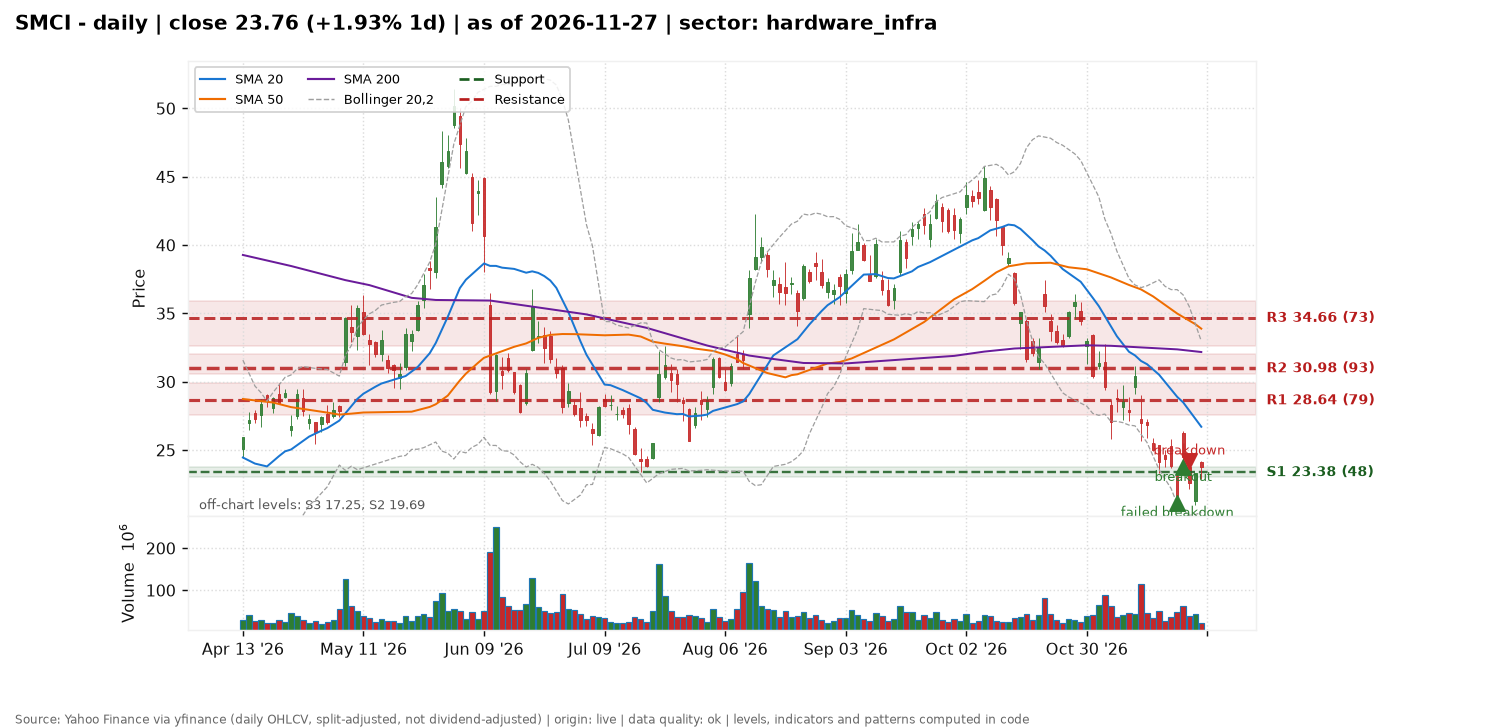 SMCI - daily | close 23.76 (+1.93% 1d) | as of 2026-11-27 | sector: hardware_infra
SMA 20
SMA 50
SMA 200
Bollinger 20,2
Support
Resistance
Price
50
45
40
35
30
25
R3 34.66 (73)
R2 30.98 (93)
R1 28.64 (79)
S1 23.38 (48)
breakdown
breakout
failed breakdown
off-chart levels: S3 17.25, S2 19.69
Volume 10⁶
200
100
Apr 13 '26
May 11 '26
Jun 09 '26
Jul 09 '26
Aug 06 '26
Sep 03 '26
Oct 02 '26
Oct 30 '26
Source: Yahoo Finance via yfinance (daily OHLCV, split-adjusted, not dividend-adjusted) | origin: live | data quality: ok | levels, indicators and patterns computed in code